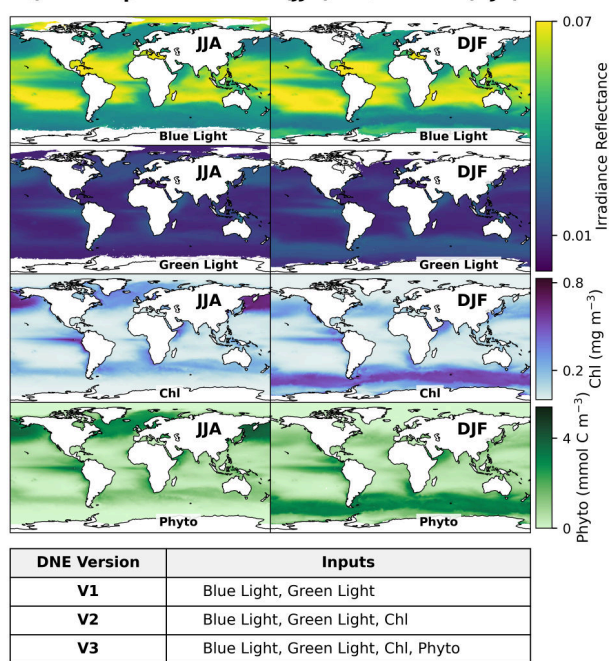 JJA
DJF
Blue Light
Blue Light
0.07
0.01
Irradiance Reflectance
JJA
DJF
Green Light
Green Light
JJA
DJF
Chl
Chl
0.8
0.2
Chl (mg m⁻³)
JJA
DJF
Phyto
Phyto
4
0
Phyto (mmol C m⁻³)
DNE Version Inputs
V1 Blue Light, Green Light
V2 Blue Light, Green Light, Chl
V3 Blue Light, Green Light, Chl, Phyto